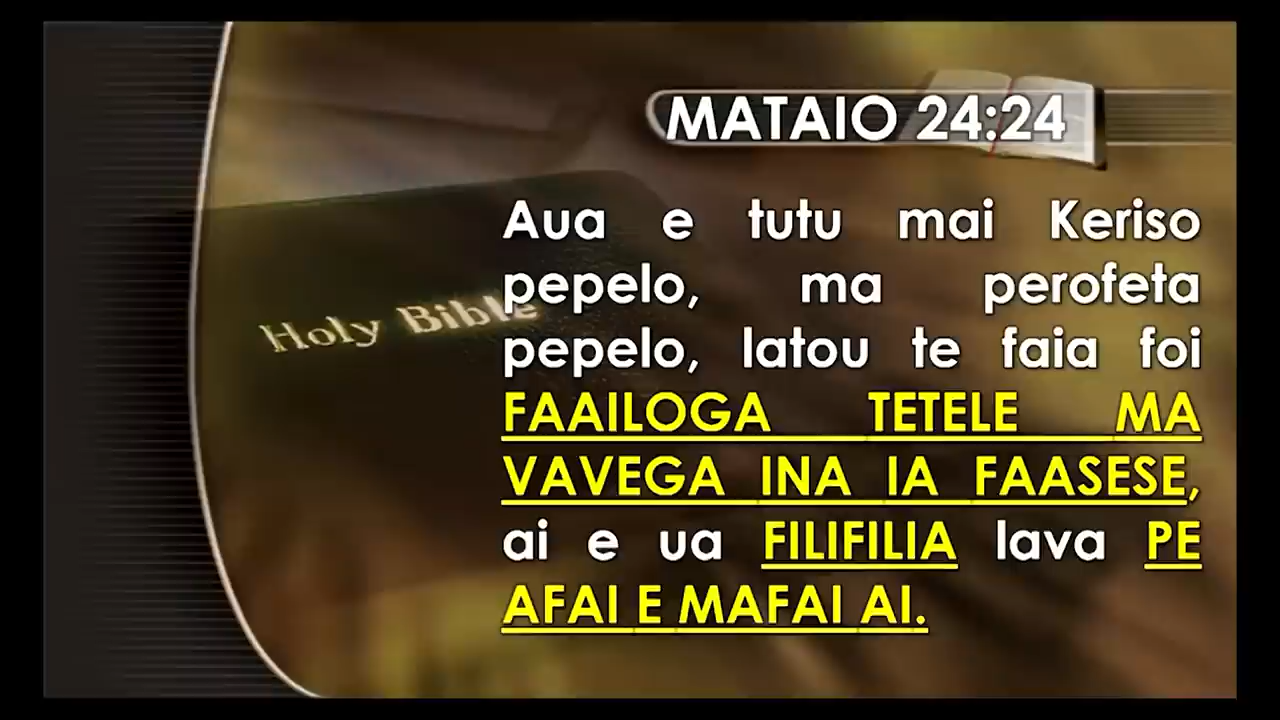 MATAIO 24:24
Holy Bible
Aua e tutu mai Keriso
pepelo, ma perofeta
pepelo, latou te faia foi
FAAILOGA TETELE MA
VAVEGA INA IA FAASESE,
ai e ua FILIFILIA lava PE
AFAI E MAFAI AI.